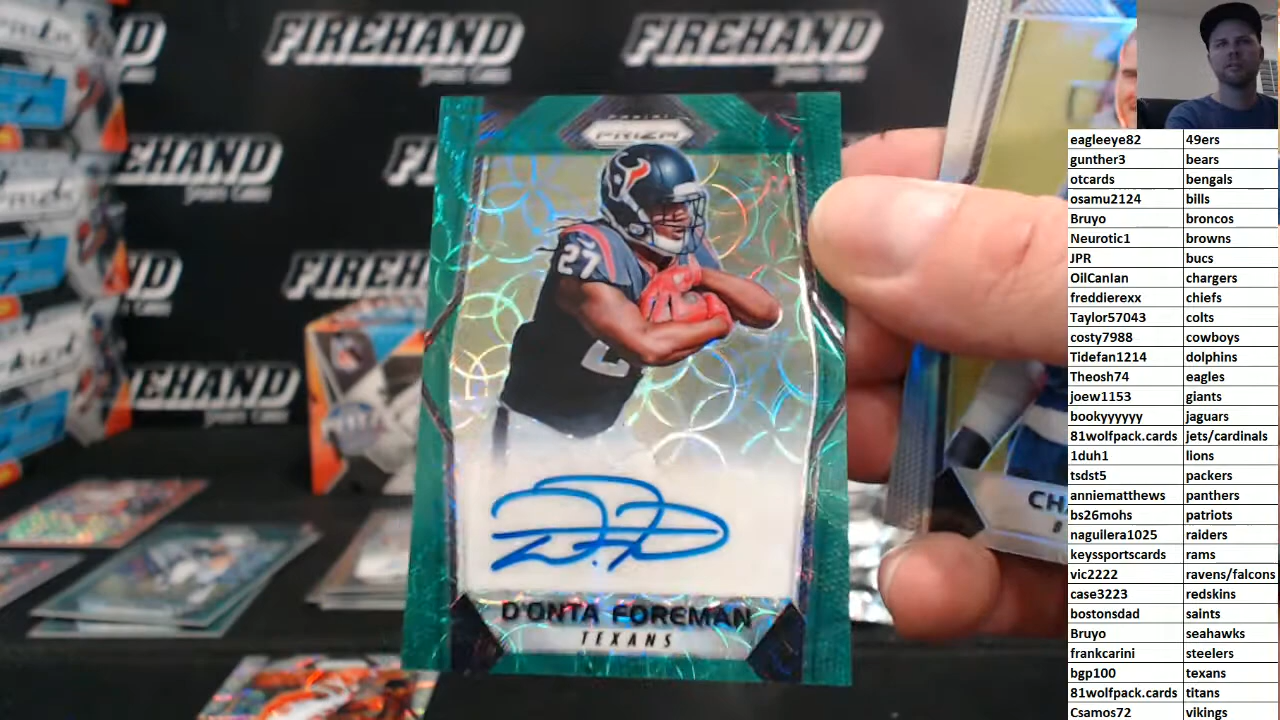 FIREHAND
FIREHAND
FIREHAND
FIREHAND
EHAND
PANINI
PRIZM
27
D'ONTA FOREMAN
TEXANS
CH
eagleeye82 49ers
gunther3 bears
otcards bengals
osamu2124 bills
Bruyo broncos
Neurotic1 browns
JPR bucs
OilCanIan chargers
freddierexx chiefs
Taylor57043 colts
costy7988 cowboys
Tidefan1214 dolphins
Theosh74 eagles
joew1153 giants
bookyyyyyy jaguars
81wolfpack.cards jets/cardinals
1duh1 lions
tsdst5 packers
anniematthews panthers
bs26mohs patriots
naguilera1025 raiders
keyssportscards rams
vic2222 ravens/falcons
case3223 redskins
bostonsdad saints
Bruyo seahawks
frankcarini steelers
bgp100 texans
81wolfpack.cards titans
Csamos72 vikings